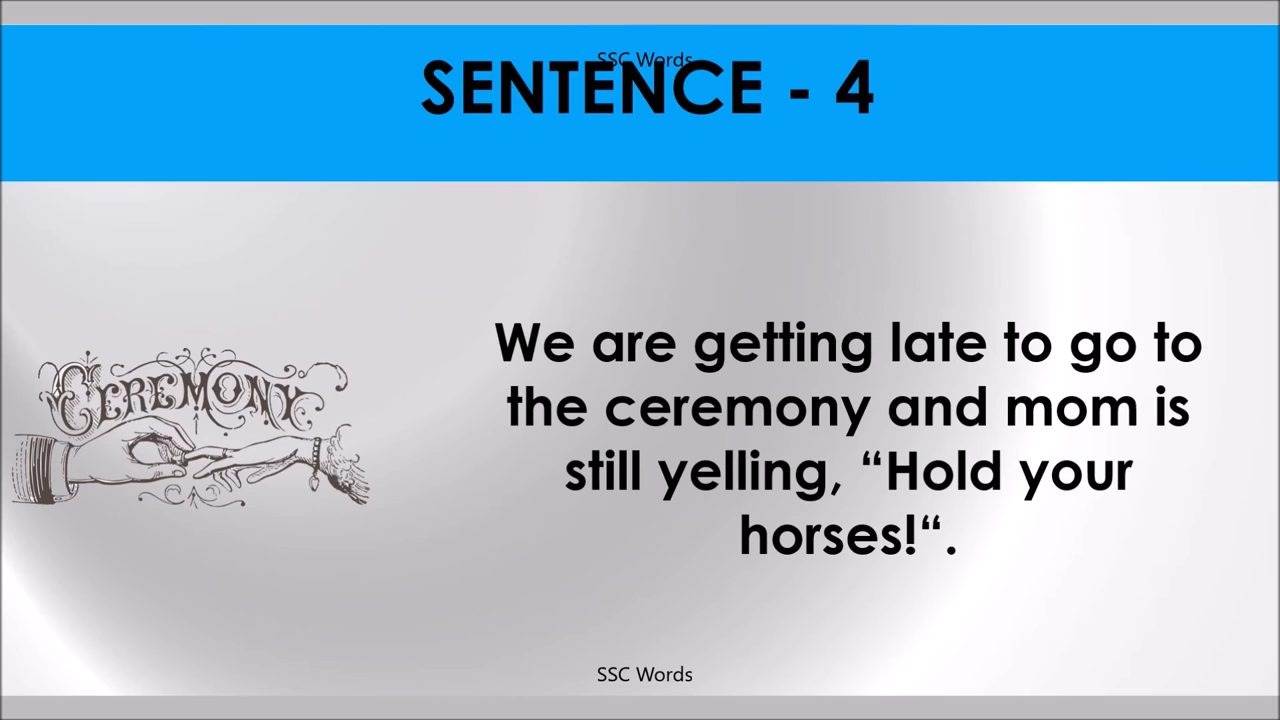 SSC Words
SENTENCE - 4
CEREMONY
We are getting late to go to
the ceremony and mom is
still yelling, “Hold your
horses!“.
SSC Words